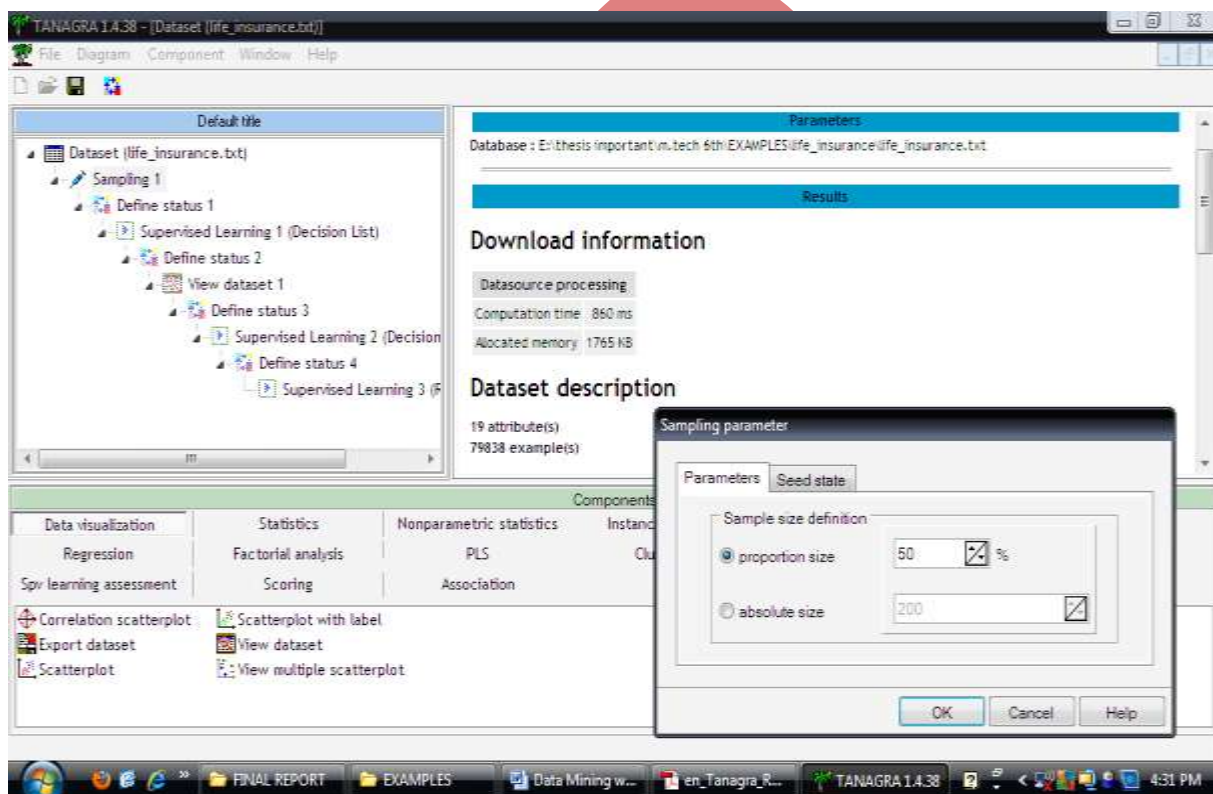 TANAGRA 1.4.38 - [Dataset (life_insurance.txt)]
File Diagram Component Window Help
Default title
Dataset (life_insurance.txt)
Sampling 1
Define status 1
Supervised Learning 1 (Decision List)
Define status 2
View dataset 1
Define status 3
Supervised Learning 2 (Decision
Define status 4
Supervised Learning 3 (
Parameters
Database : E:\thesis important\m.tech 6th\EXAMPLES\life_insurance\life_insurance.txt
Results
Download information
Datasource processing
Computation time 860 ms
Allocated memory 1765 KB
Dataset description
19 attribute(s)
79838 example(s)
Sampling parameter
Parameters Seed state
Sample size definition
proportion size 50 %
absolute size 200
OK Cancel Help
Components
Data visualization Statistics Nonparametric statistics Instanc
Regression Factorial analysis PLS Clu
Spv learning assessment Scoring Association
Correlation scatterplot Scatterplot with label
Export dataset View dataset
Scatterplot View multiple scatterplot
» FINAL REPORT EXAMPLES Data Mining w... en_Tanagra_R... TANAGRA 1.4.38 4:31 PM